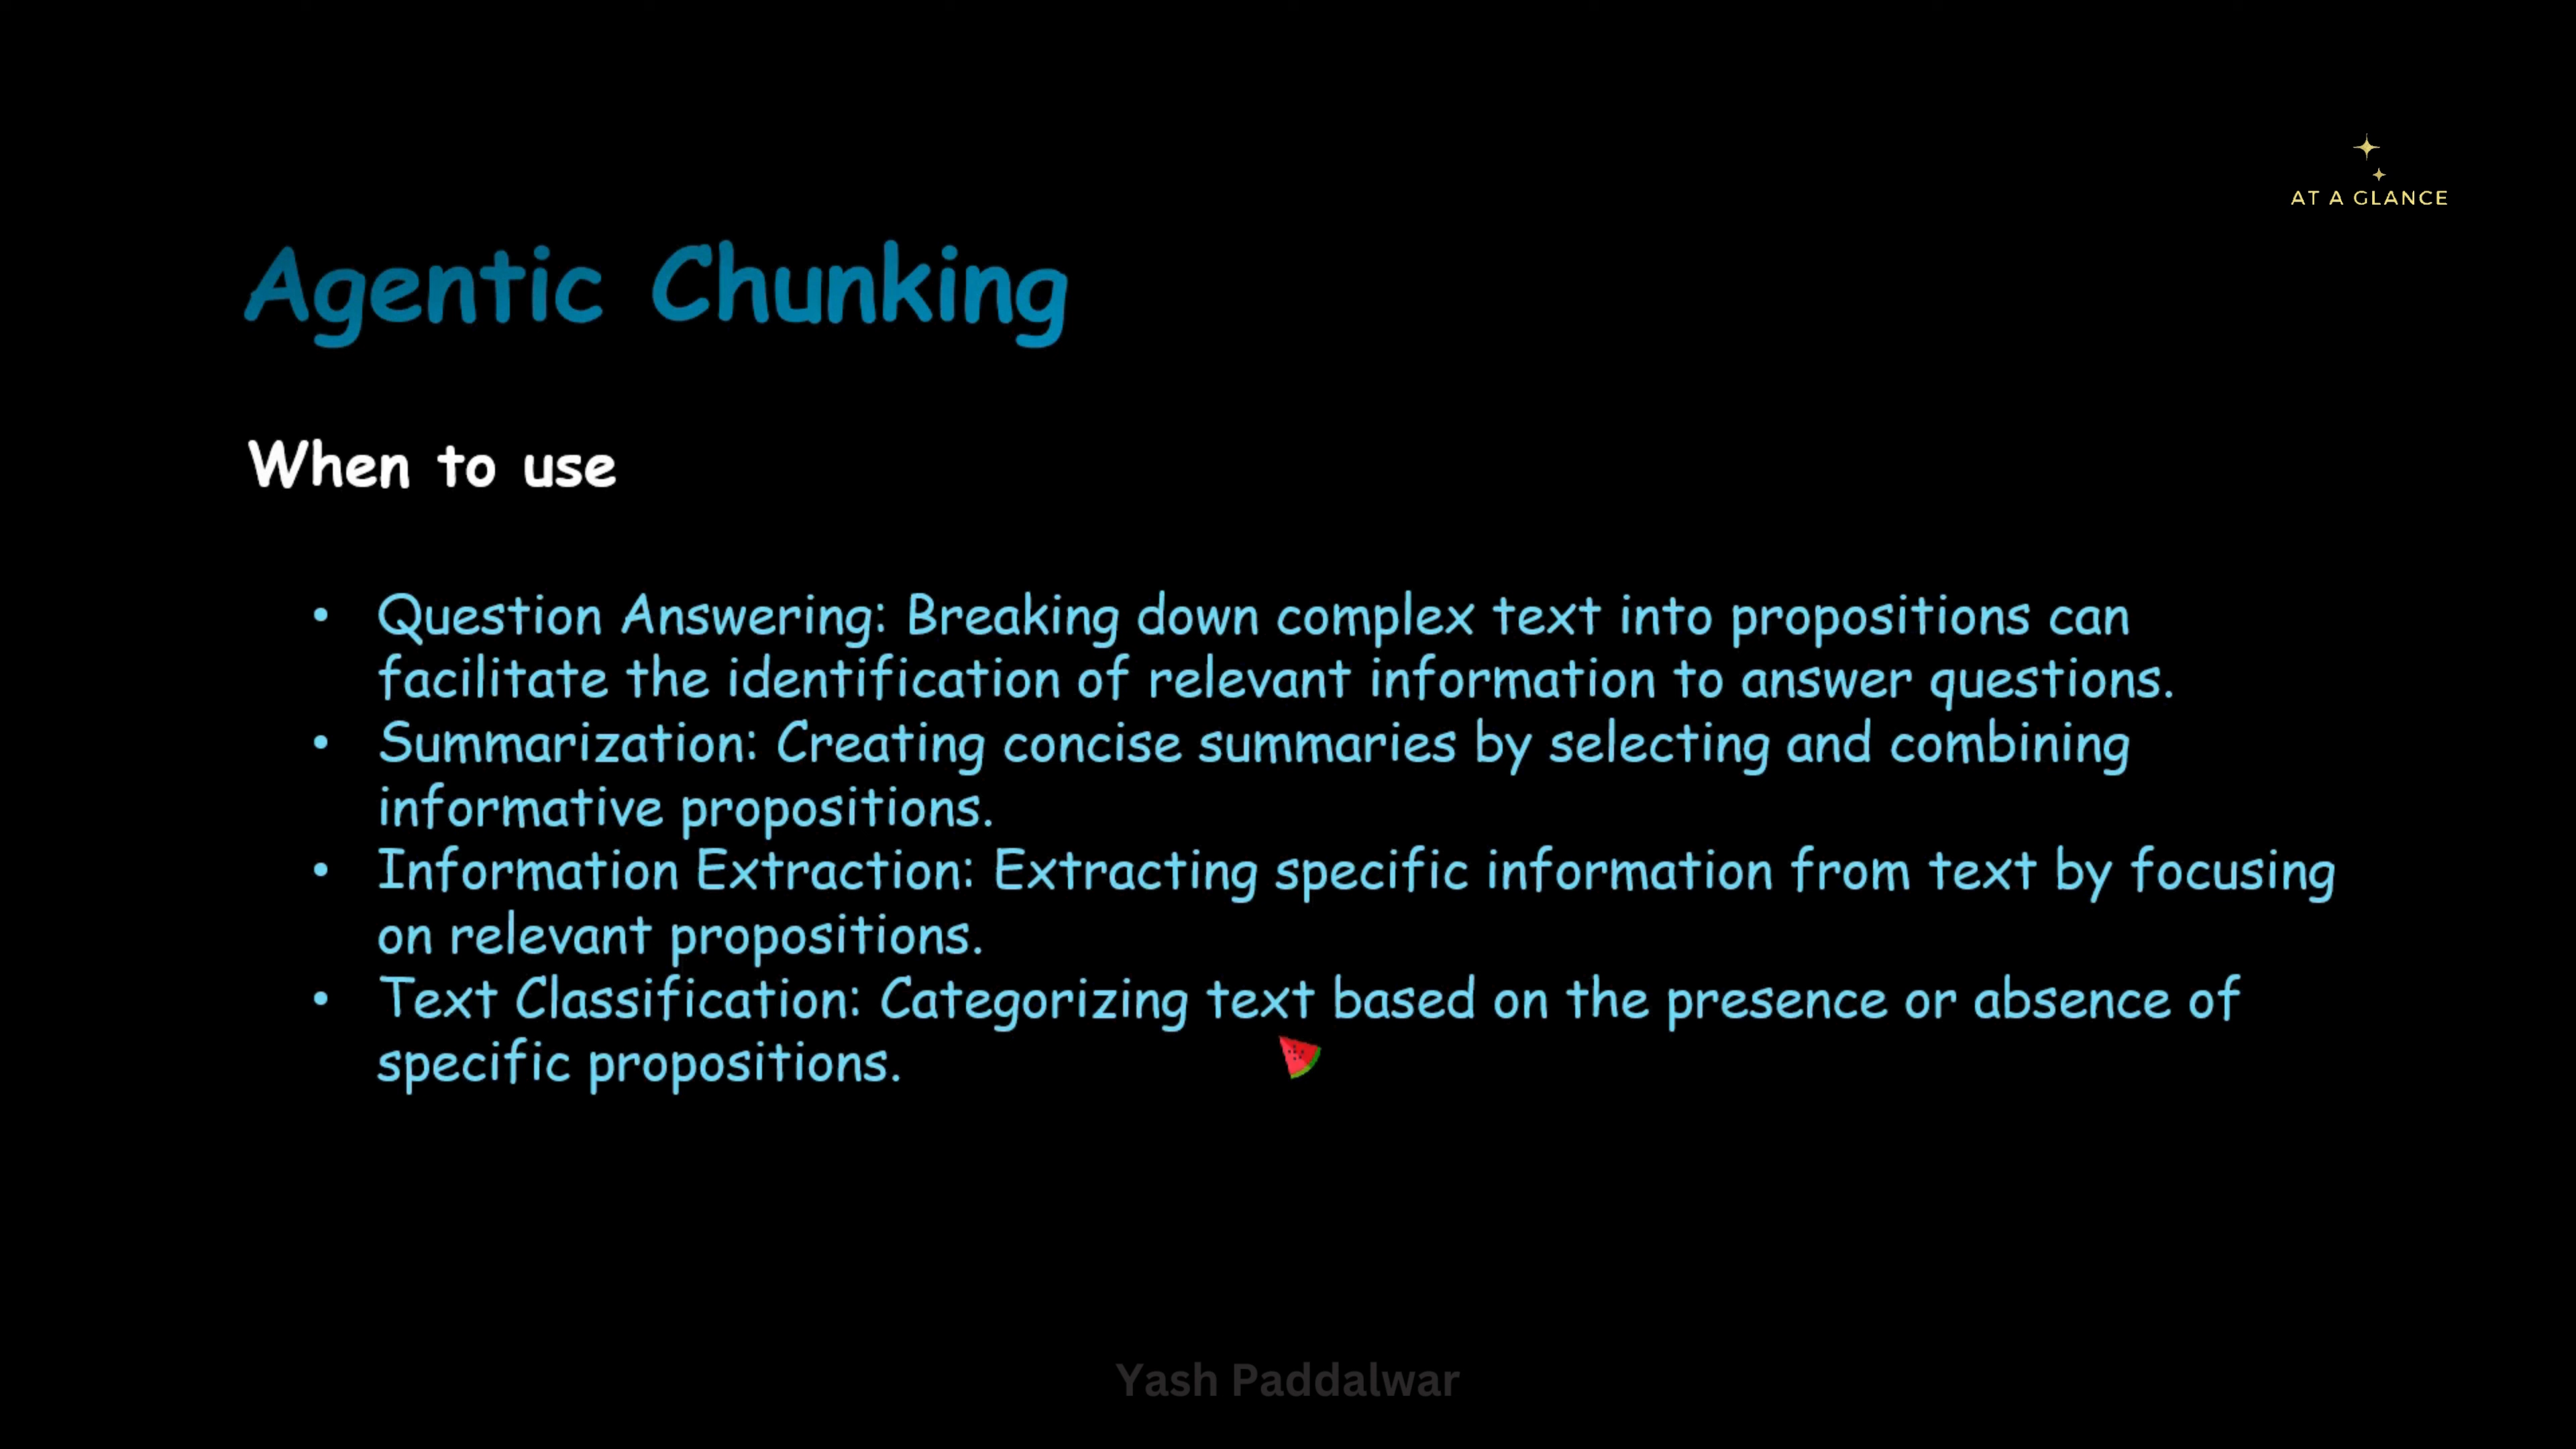 AT A GLANCE
Agentic Chunking
When to use
• Question Answering: Breaking down complex text into propositions can
facilitate the identification of relevant information to answer questions.
• Summarization: Creating concise summaries by selecting and combining
informative propositions.
• Information Extraction: Extracting specific information from text by focusing
on relevant propositions.
• Text Classification: Categorizing text based on the presence or absence of
specific propositions.
Yash Paddalwar